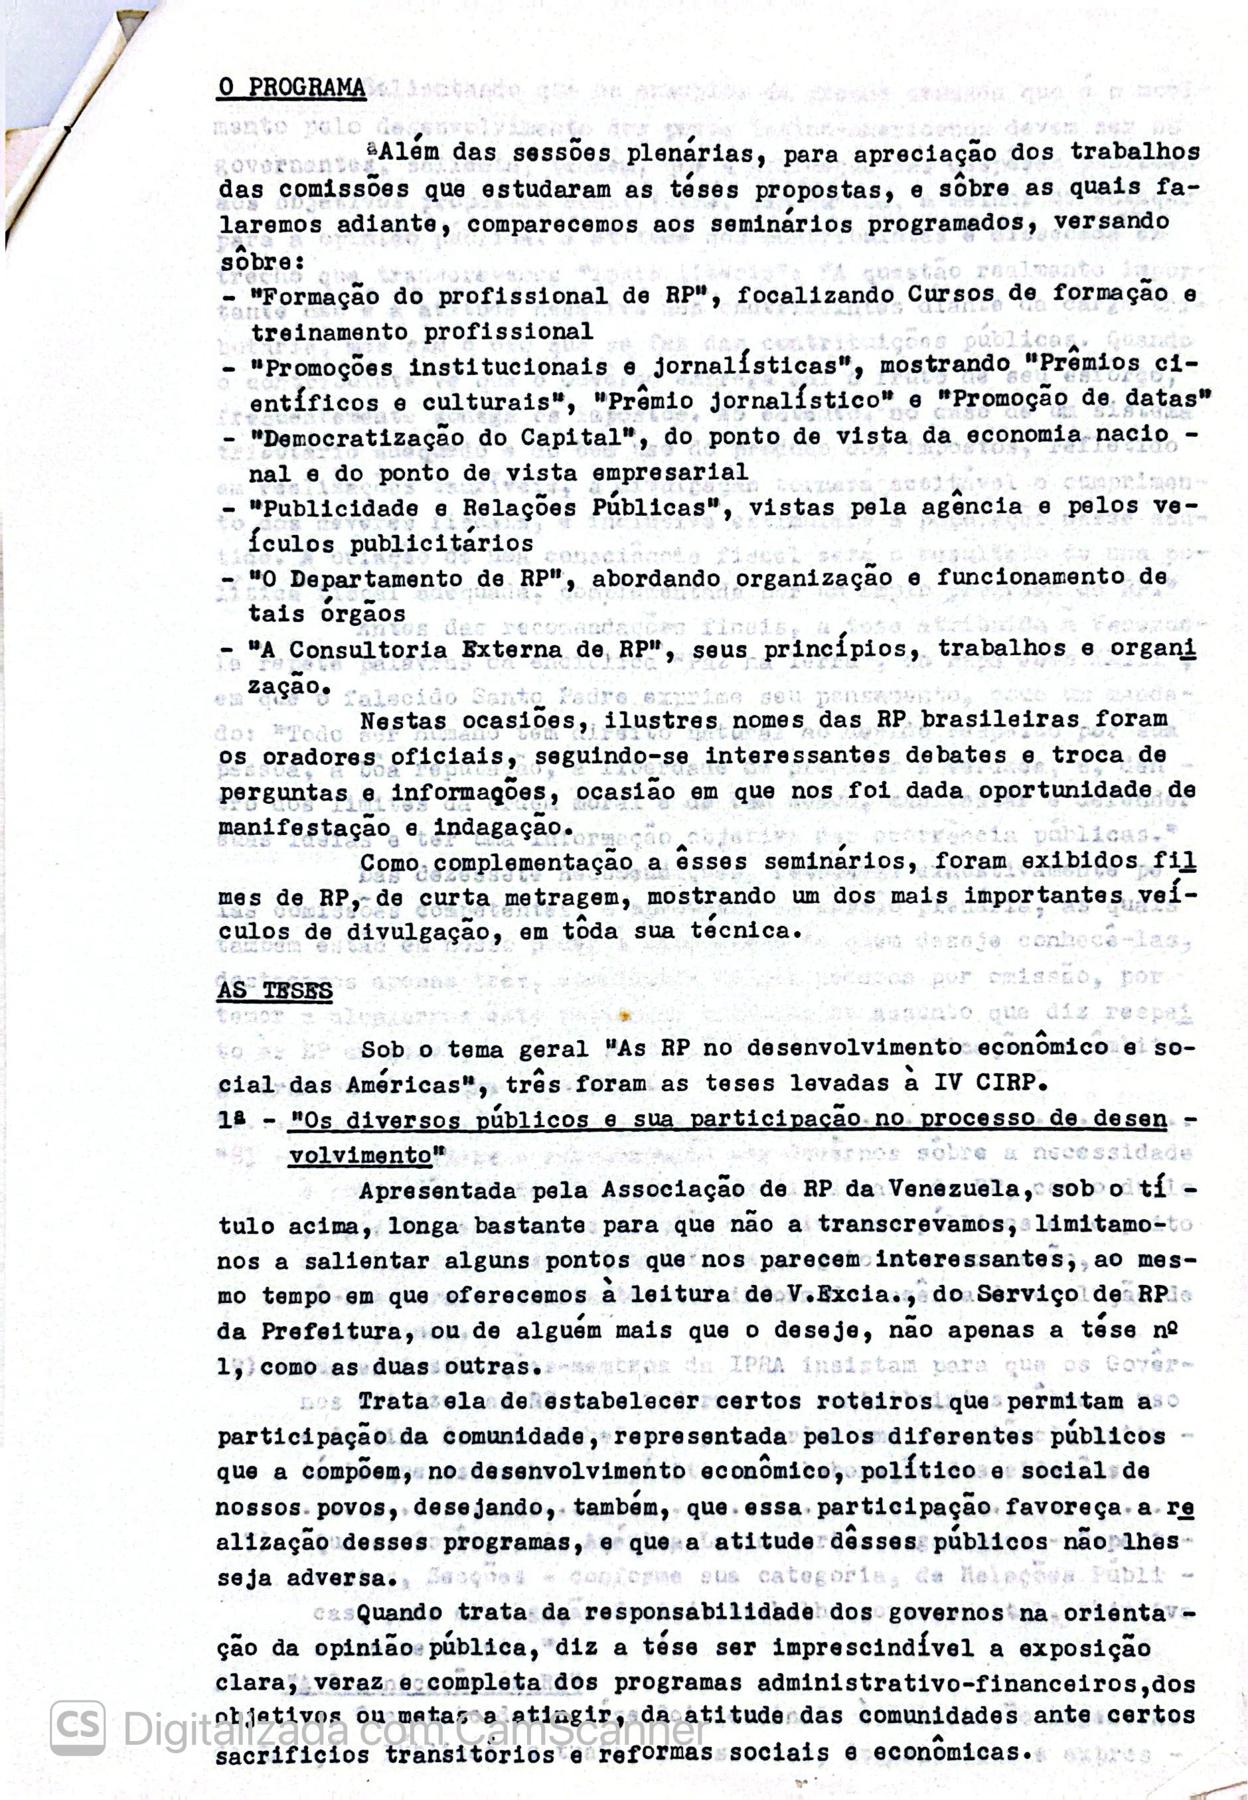 O PROGRAMA
Além das sessões plenárias, para apreciação dos trabalhos
das comissões que estudaram as téses propostas, e sôbre as quais fa-
laremos adiante, comparecemos aos seminários programados, versando
sôbre:
- "Formação do profissional de RP", focalizando Cursos de formação e
treinamento profissional
- "Promoções institucionais e jornalísticas", mostrando "Prêmios ci-
entíficos e culturais", "Prêmio jornalístico" e "Promoção de datas"
- "Democratização do Capital", do ponto de vista da economia nacio -
nal e do ponto de vista empresarial
- "Publicidade e Relações Públicas", vistas pela agência e pelos ve-
ículos publicitários
- "O Departamento de RP", abordando organização e funcionamento de
tais órgãos
- "A Consultoria Externa de RP", seus princípios, trabalhos e organi
zação.
Nestas ocasiões, ilustres nomes das RP brasileiras foram
os oradores oficiais, seguindo-se interessantes debates e troca de
perguntas e informações, ocasião em que nos foi dada oportunidade de
manifestação e indagação.
Como complementação a êsses seminários, foram exibidos fil
mes de RP, de curta metragem, mostrando um dos mais importantes veí-
culos de divulgação, em tôda sua técnica.
AS TESES
Sob o tema geral "As RP no desenvolvimento econômico e so-
cial das Américas", três foram as teses levadas à IV CIRP.
1ª - "Os diversos públicos e sua participação no processo de desen -
volvimento"
Apresentada pela Associação de RP da Venezuela, sob o tí -
tulo acima, longa bastante para que não a transcrevamos, limitamo-
nos a salientar alguns pontos que nos parecem interessantes, ao mes-
mo tempo em que oferecemos à leitura de V.Excia., do Serviço de RP
da Prefeitura, ou de alguém mais que o deseje, não apenas a tése nº
1, como as duas outras.
Trata ela de estabelecer certos roteiros que permitam a
participação da comunidade, representada pelos diferentes públicos
que a compõem, no desenvolvimento econômico, político e social de
nossos povos, desejando, também, que essa participação favoreça a re
alização desses programas, e que a atitude dêsses públicos não lhes
seja adversa.
Quando trata da responsabilidade dos governos na orienta -
ção da opinião pública, diz a tése ser imprescindível a exposição
clara, veraz e completa dos programas administrativo-financeiros,dos
objetivos ou metas a atingir, da atitude das comunidades ante certos
sacrificios transitórios e reformas sociais e econômicas.
CS Digitalizada com CamScanner